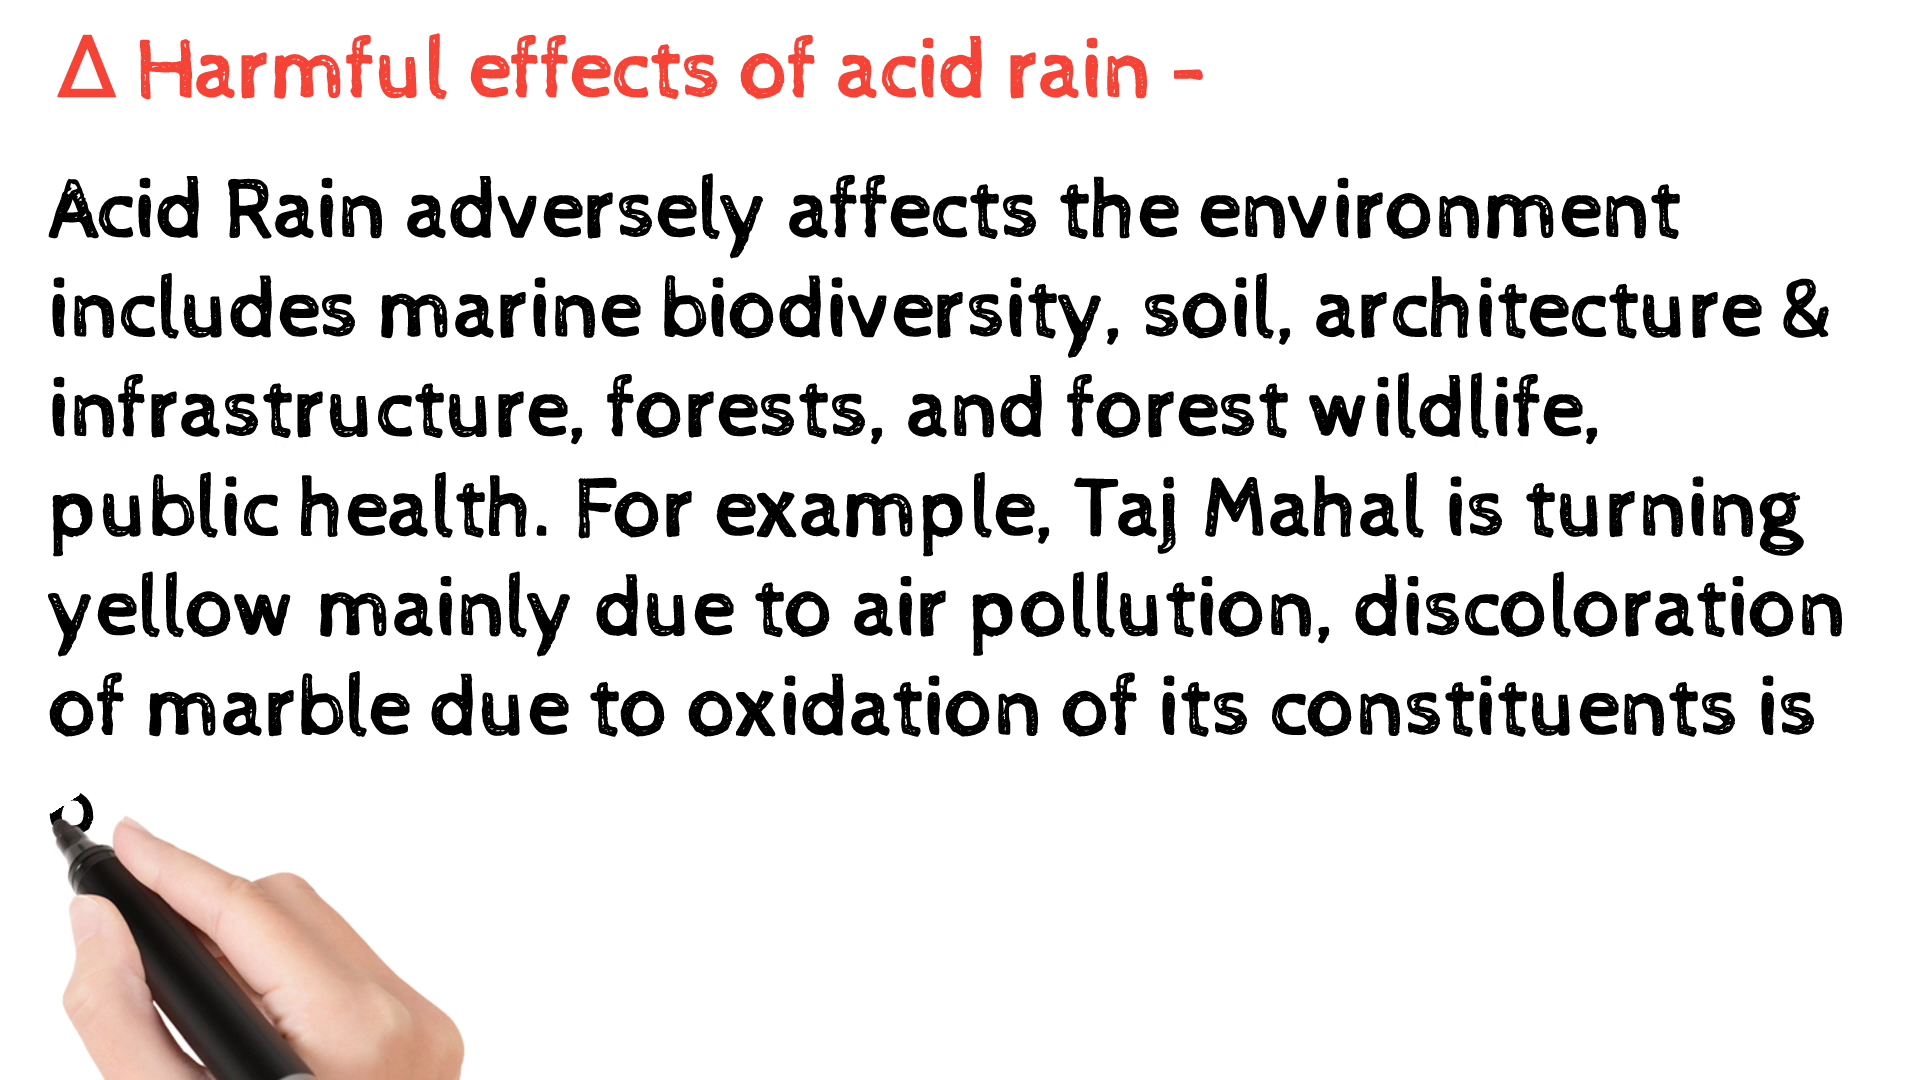 Δ Harmful effects of acid rain -
Acid Rain adversely affects the environment
includes marine biodiversity, soil, architecture &
infrastructure, forests, and forest wildlife,
public health. For example, Taj Mahal is turning
yellow mainly due to air pollution, discoloration
of marble due to oxidation of its constituents is